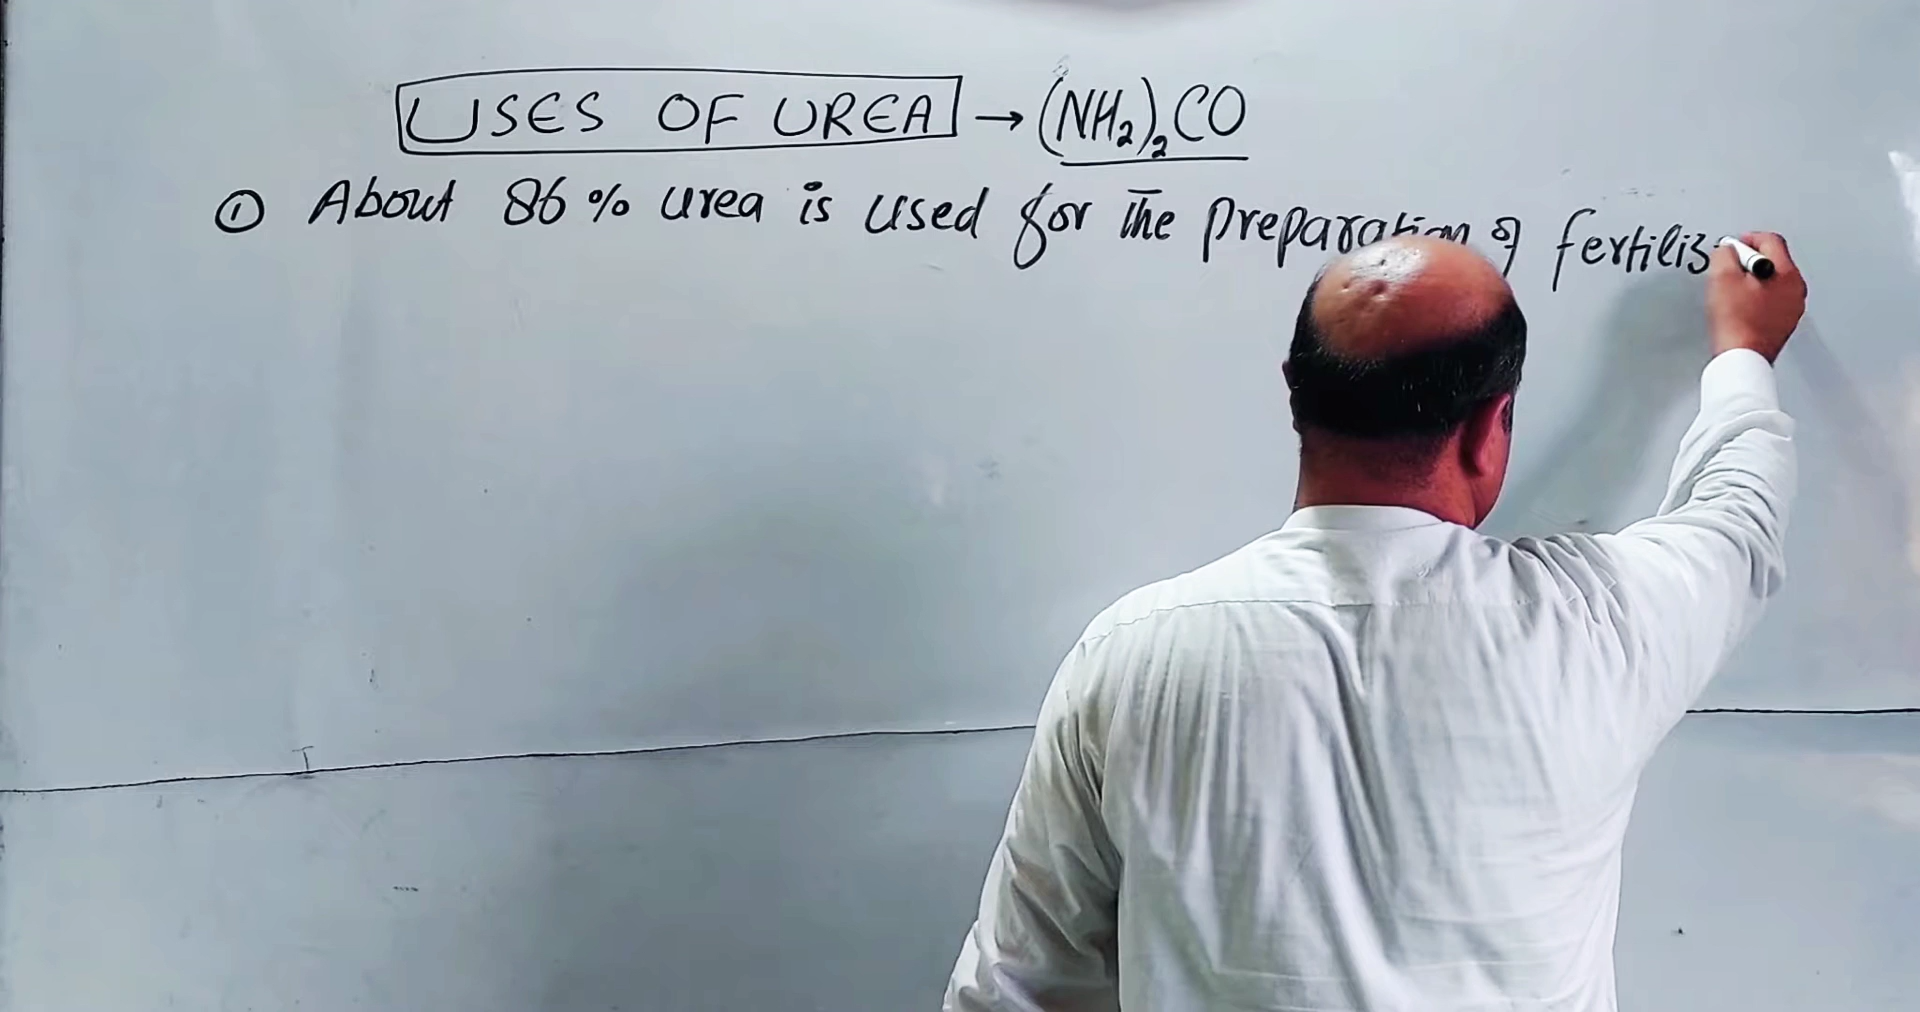 USES OF UREA → (NH₂)₂CO
① About 86% urea is used for the preparation of fertiliz